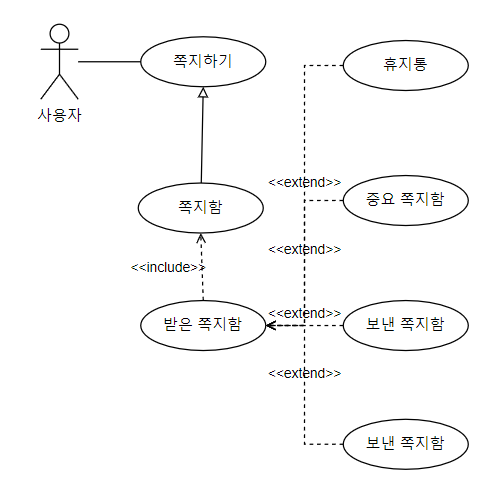 쪽지하기
휴지통
사용자
<<extend>>
쪽지함
중요 쪽지함
<<extend>>
<<include>>
<<extend>>
받은 쪽지함
보낸 쪽지함
<<extend>>
보낸 쪽지함